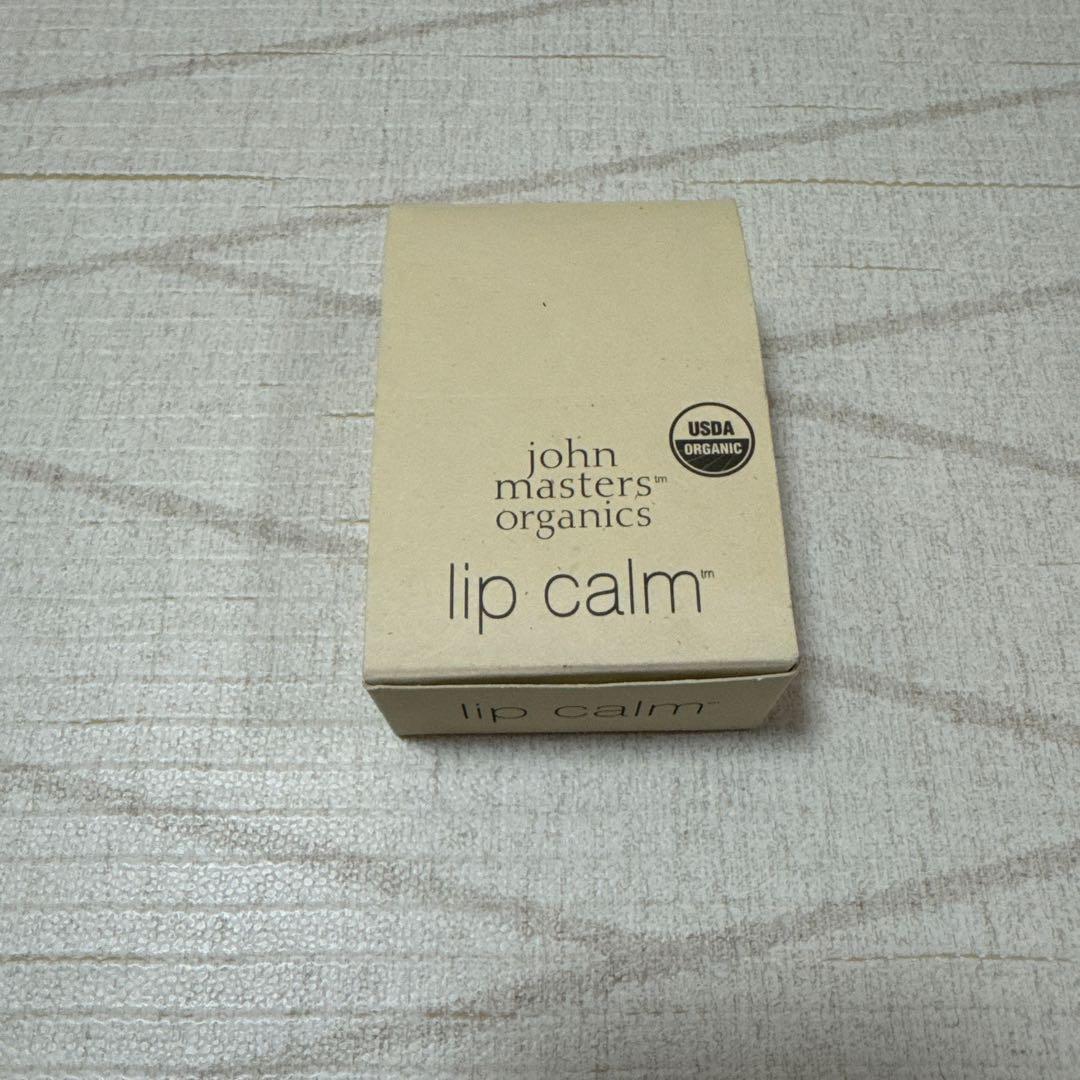 USDA
ORGANIC
john
masters™
organics
lip calm™
lip calm™